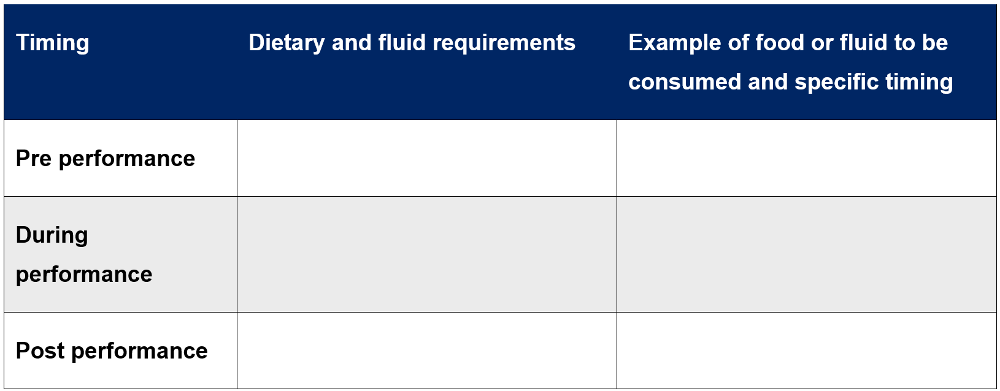 Timing
Dietary and fluid requirements
Example of food or fluid to be
consumed and specific timing
Pre performance
During
performance
Post performance